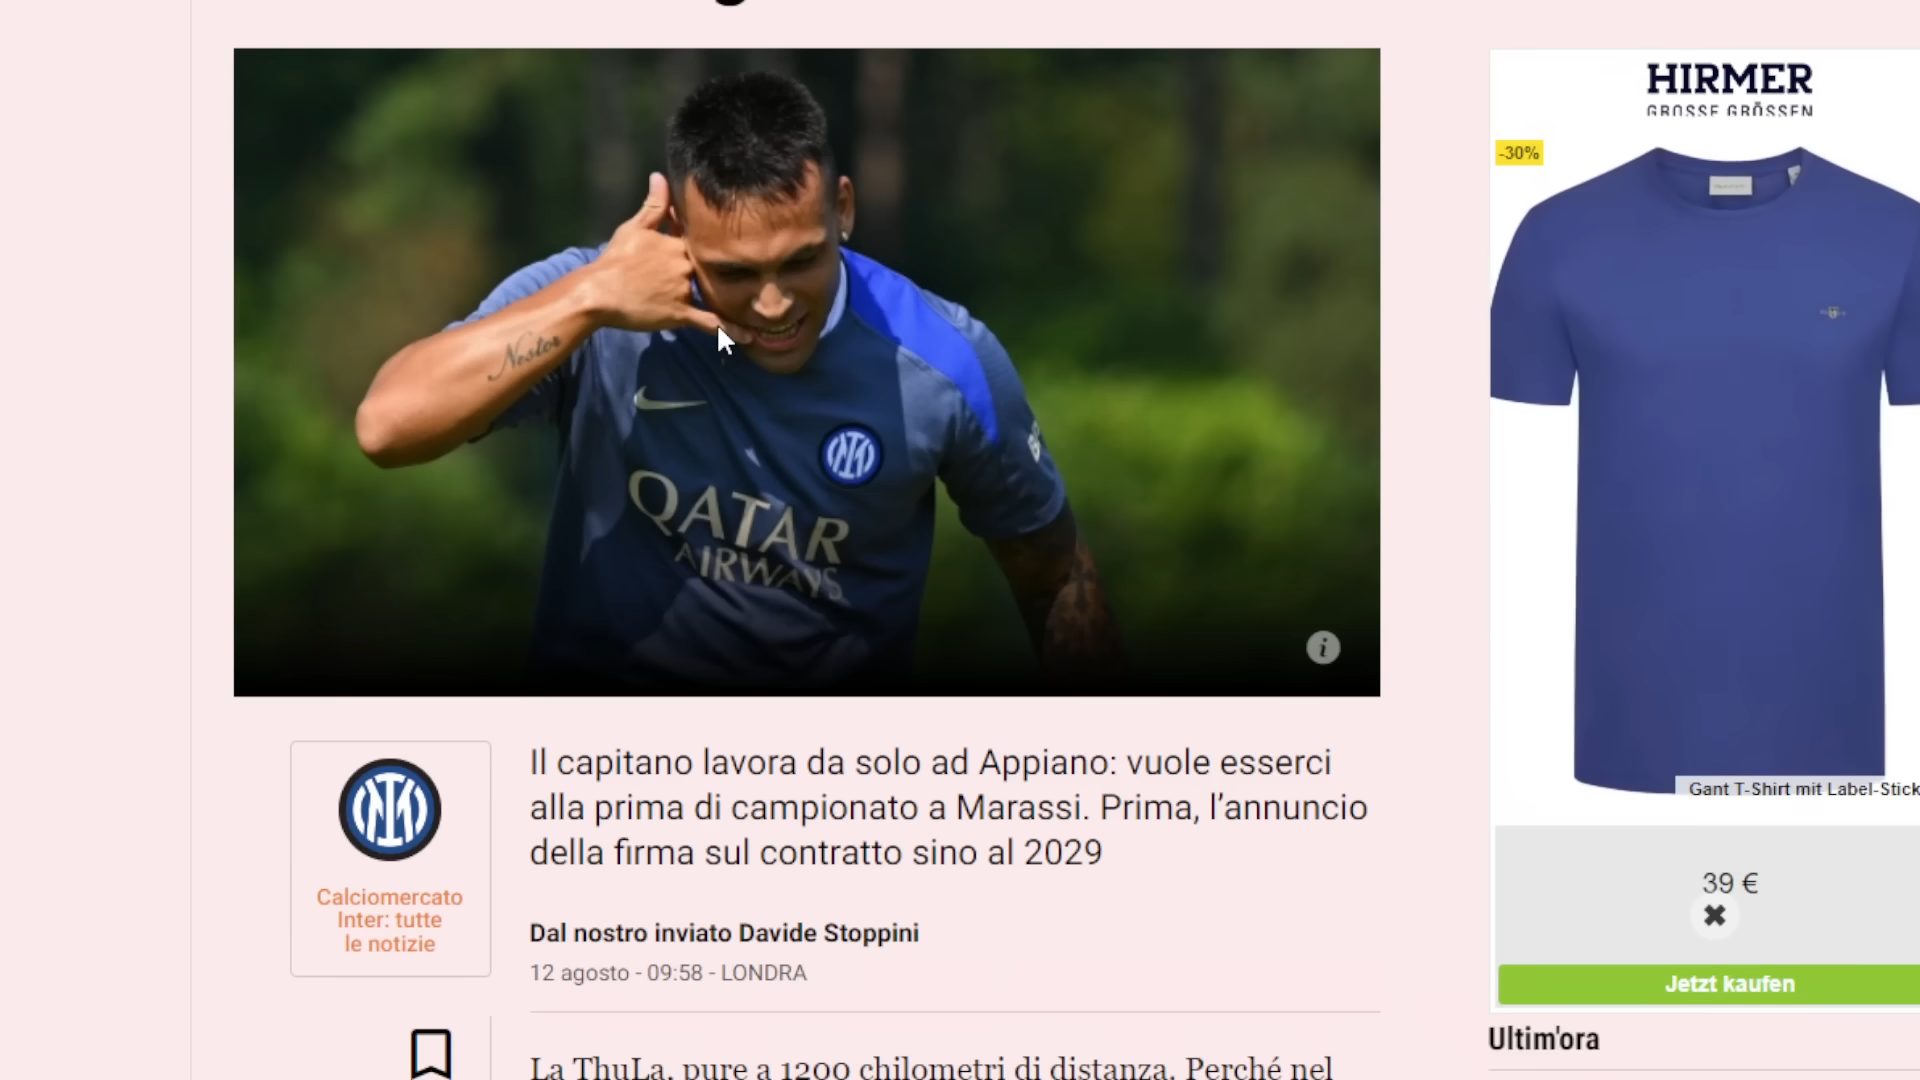 HIRMER
GROSSE GRÖSSEN
-30%
Nestor
QATAR
AIRWAYS
Il capitano lavora da solo ad Appiano: vuole esserci
alla prima di campionato a Marassi. Prima, l’annuncio
della firma sul contratto sino al 2029
Calciomercato
Inter: tutte
le notizie
Dal nostro inviato Davide Stoppini
12 agosto - 09:58 - LONDRA
La ThuLa, pure a 1200 chilometri di distanza. Perché nel
Gant T-Shirt mit Label-Stick
39 €
Jetzt kaufen
Ultim'ora